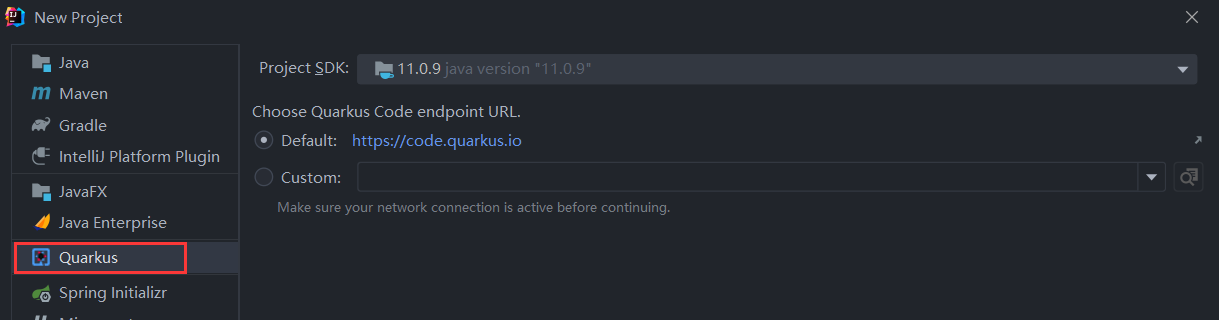 New Project
Java
Maven
Gradle
IntelliJ Platform Plugin
JavaFX
Java Enterprise
Quarkus
Spring Initializr
Project SDK: 11.0.9 java version "11.0.9"
Choose Quarkus Code endpoint URL.
Default: https://code.quarkus.io
Custom:
Make sure your network connection is active before continuing.